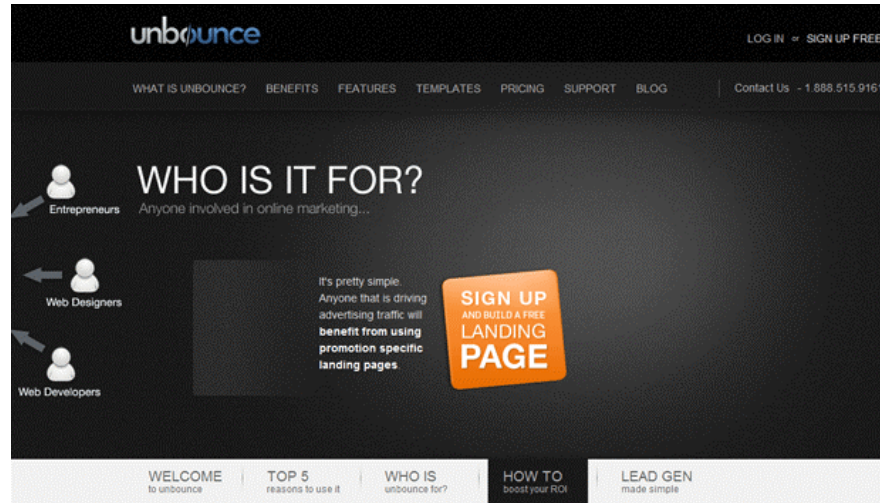 unbounce
LOG IN or SIGN UP FREE
WHAT IS UNBOUNCE? BENEFITS FEATURES TEMPLATES PRICING SUPPORT BLOG Contact Us - 1.888.515.9161
WHO IS IT FOR?
Anyone involved in online marketing...
Entrepreneurs
Web Designers
Web Developers
It's pretty simple.
Anyone that is driving
advertising traffic will
benefit from using
promotion specific
landing pages.
SIGN UP
AND BUILD A FREE
LANDING
PAGE
WELCOME
to unbounce
TOP 5
reasons to use it
WHO IS
unbounce for?
HOW TO
boost your ROI
LEAD GEN
made simple